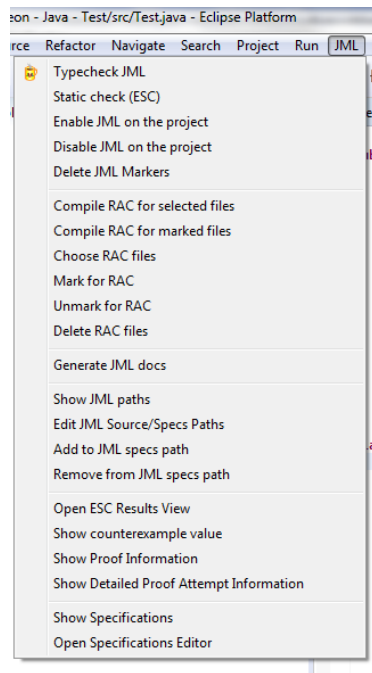 eon - Java - Test/src/Test.java - Eclipse Platform
rce Refactor Navigate Search Project Run JML
Typecheck JML
Static check (ESC)
Enable JML on the project
Disable JML on the project
Delete JML Markers
Compile RAC for selected files
Compile RAC for marked files
Choose RAC files
Mark for RAC
Unmark for RAC
Delete RAC files
Generate JML docs
Show JML paths
Edit JML Source/Specs Paths
Add to JML specs path
Remove from JML specs path
Open ESC Results View
Show counterexample value
Show Proof Information
Show Detailed Proof Attempt Information
Show Specifications
Open Specifications Editor